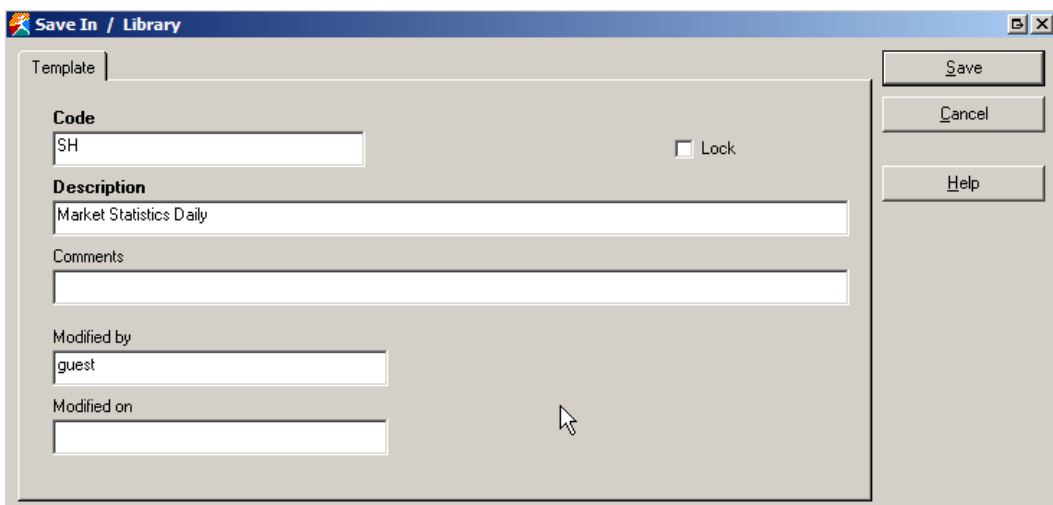 Save In / Library
Template
Save
Code
Cancel
SH
Lock
Description
Help
Market Statistics Daily
Comments
Modified by
guest
Modified on